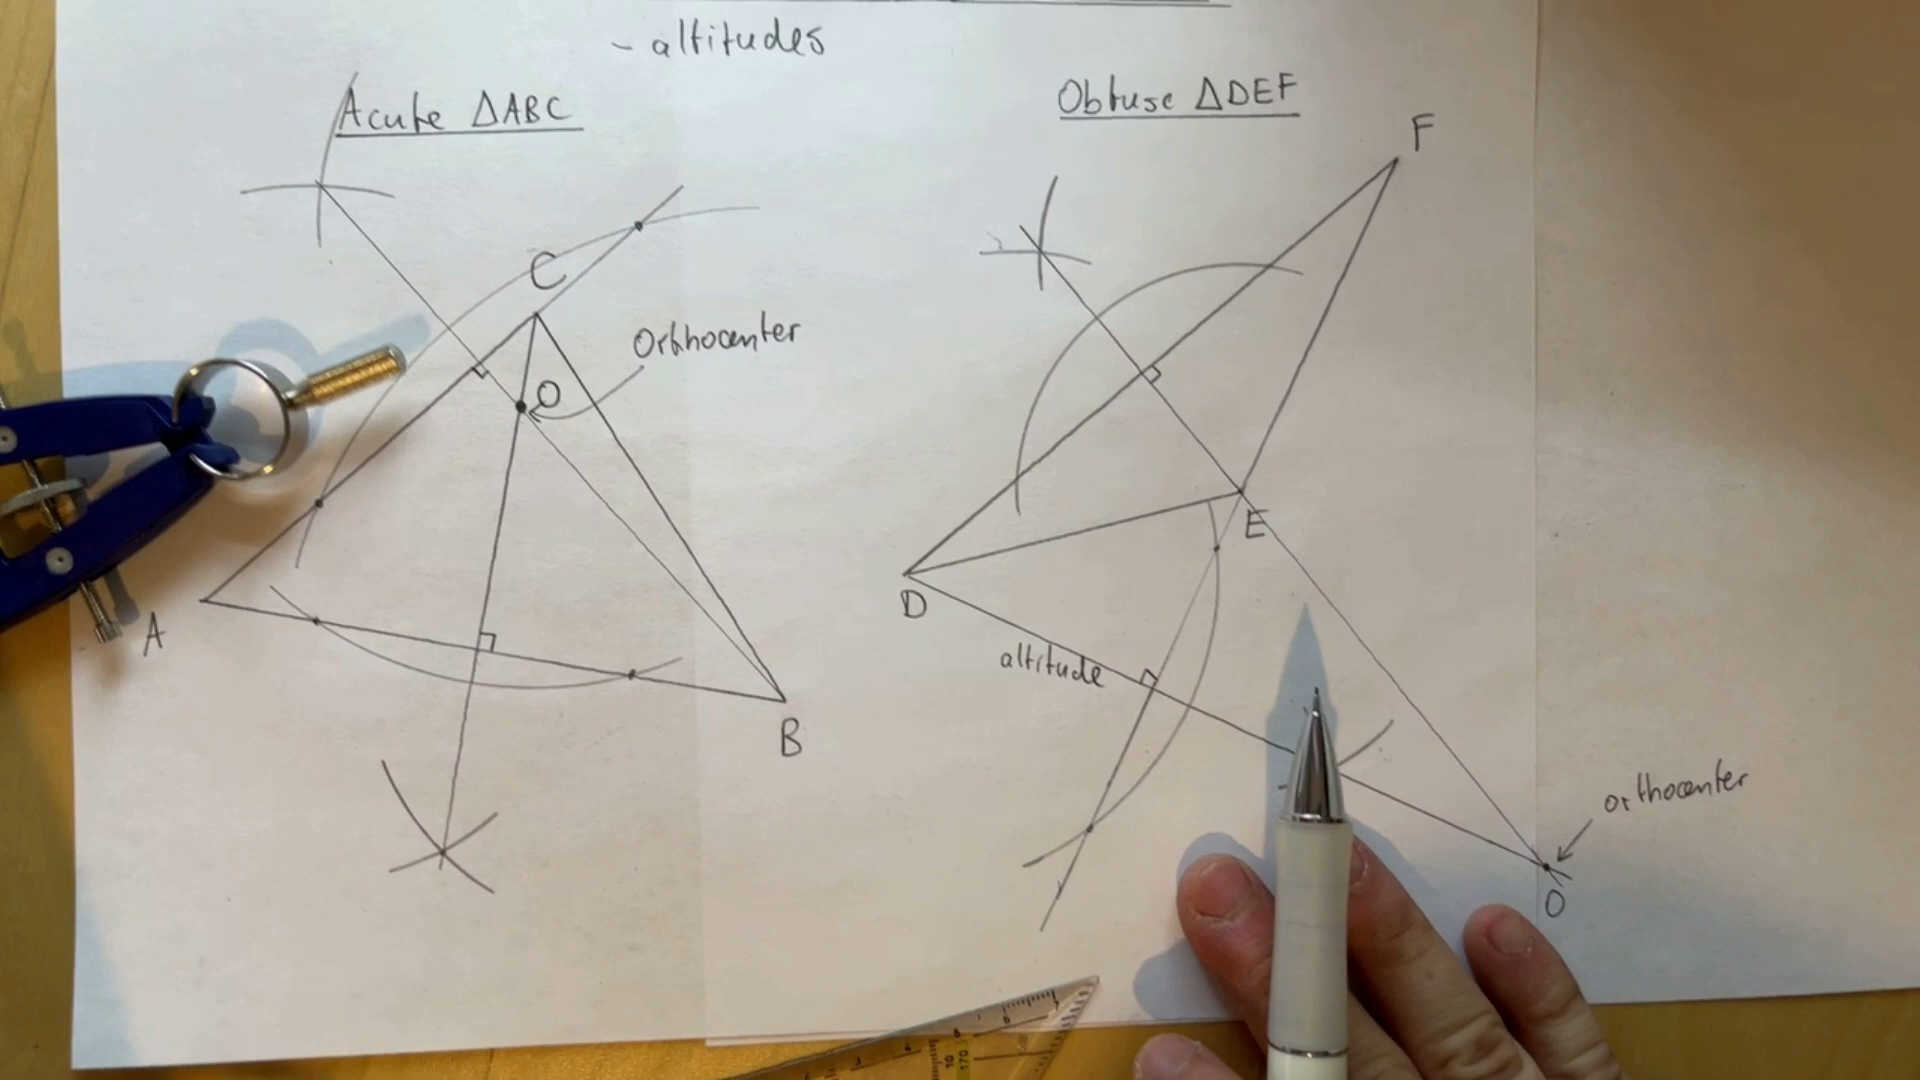 - altitudes
Acute ΔABC
C
Orthocenter
O
A
B
Obtuse ΔDEF
F
E
D
altitude
orthocenter
O